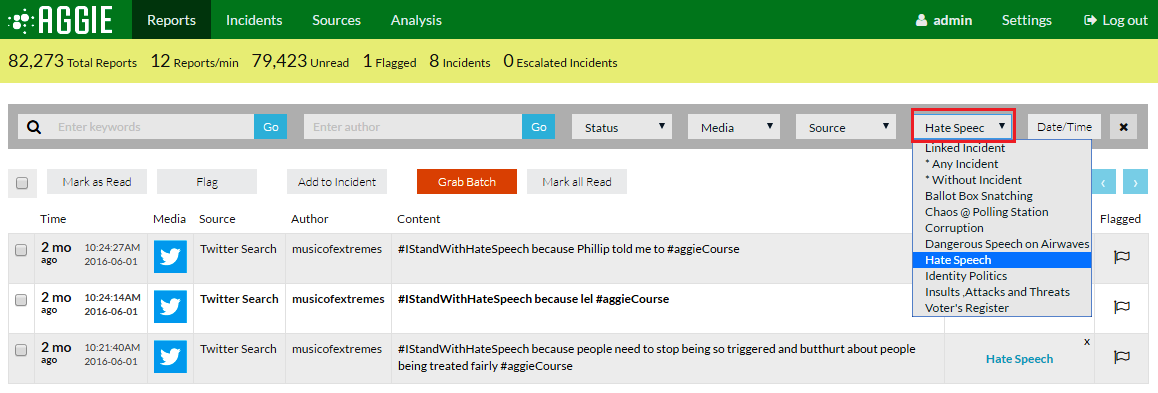 AGGIE Reports Incidents Sources Analysis admin Settings Log out
82,273 Total Reports 12 Reports/min 79,423 Unread 1 Flagged 8 Incidents 0 Escalated Incidents
Enter keywords Go Enter author Go Status Media Source Hate Speec Date/Time
Linked Incident
* Any Incident
* Without Incident
Ballot Box Snatching
Chaos @ Polling Station
Corruption
Dangerous Speech on Airwaves
Hate Speech
Identity Politics
Insults ,Attacks and Threats
Voter's Register
Mark as Read Flag Add to Incident Grab Batch Mark all Read
Time Media Source Author Content Flagged
2 mo ago 10:24:27AM 2016-06-01 Twitter Search musicofextremes #IStandWithHateSpeech because Phillip told me to #aggieCourse
2 mo ago 10:24:14AM 2016-06-01 Twitter Search musicofextremes #IStandWithHateSpeech because lel #aggieCourse
2 mo ago 10:21:40AM 2016-06-01 Twitter Search musicofextremes #IStandWithHateSpeech because people need to stop being so triggered and butthurt about people
being treated fairly #aggieCourse
Hate Speech x